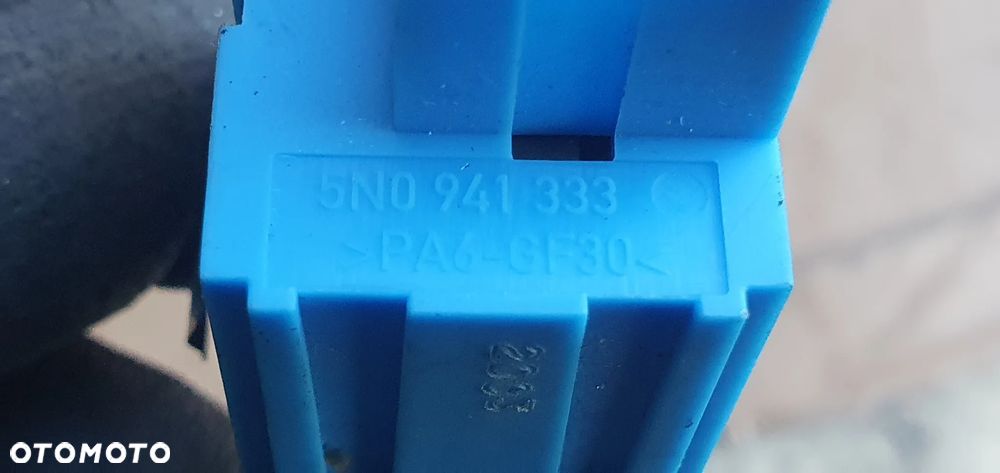 5N0 941 333
>PA6-GF30<
OTOMOTO